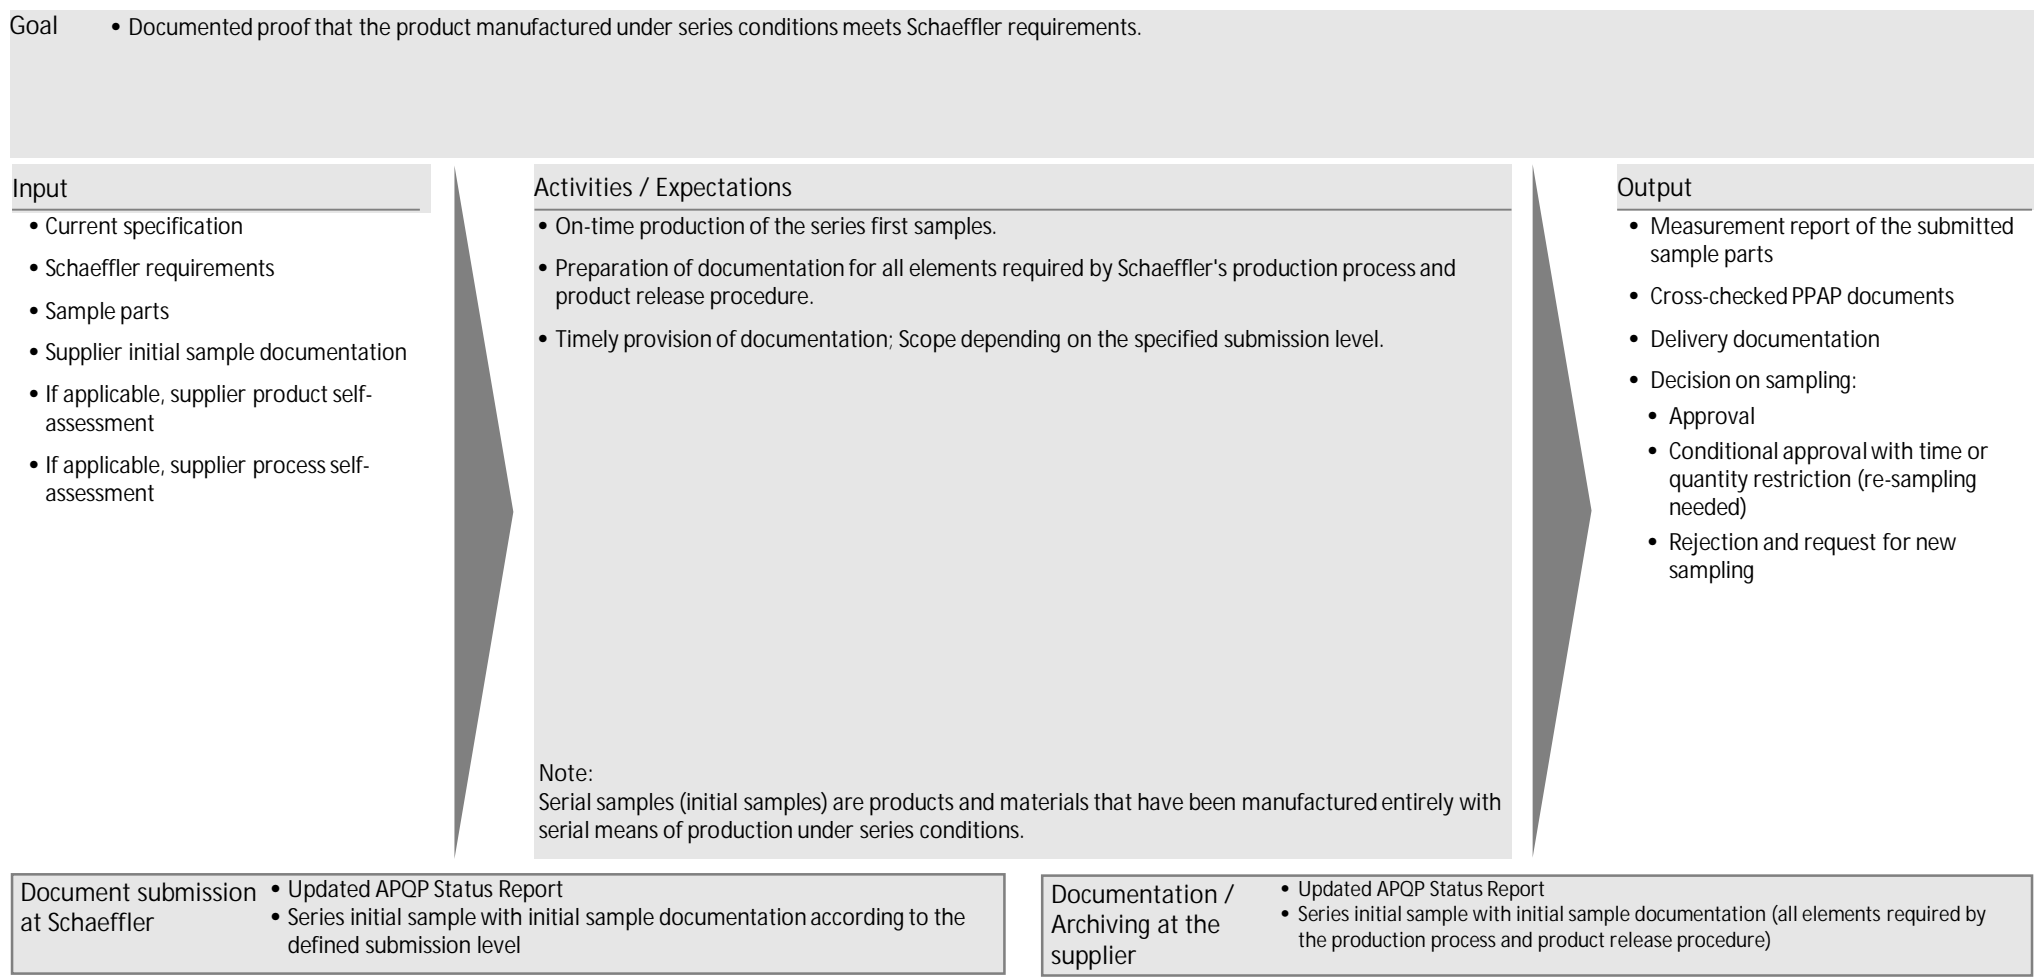 Goal
• Documented proof that the product manufactured under series conditions meets Schaeffler requirements.
Input
• Current specification
• Schaeffler requirements
• Sample parts
• Supplier initial sample documentation
• If applicable, supplier product self-
assessment
• If applicable, supplier process self-
assessment
Activities / Expectations
• On-time production of the series first samples.
• Preparation of documentation for all elements required by Schaeffler's production process and
product release procedure.
• Timely provision of documentation; Scope depending on the specified submission level.
Note:
Serial samples (initial samples) are products and materials that have been manufactured entirely with
serial means of production under series conditions.
Output
• Measurement report of the submitted
sample parts
• Cross-checked PPAP documents
• Delivery documentation
• Decision on sampling:
• Approval
• Conditional approval with time or
quantity restriction (re-sampling
needed)
• Rejection and request for new
sampling
Document submission
at Schaeffler
• Updated APQP Status Report
• Series initial sample with initial sample documentation according to the
defined submission level
Documentation /
Archiving at the
supplier
• Updated APQP Status Report
• Series initial sample with initial sample documentation (all elements required by
the production process and product release procedure)